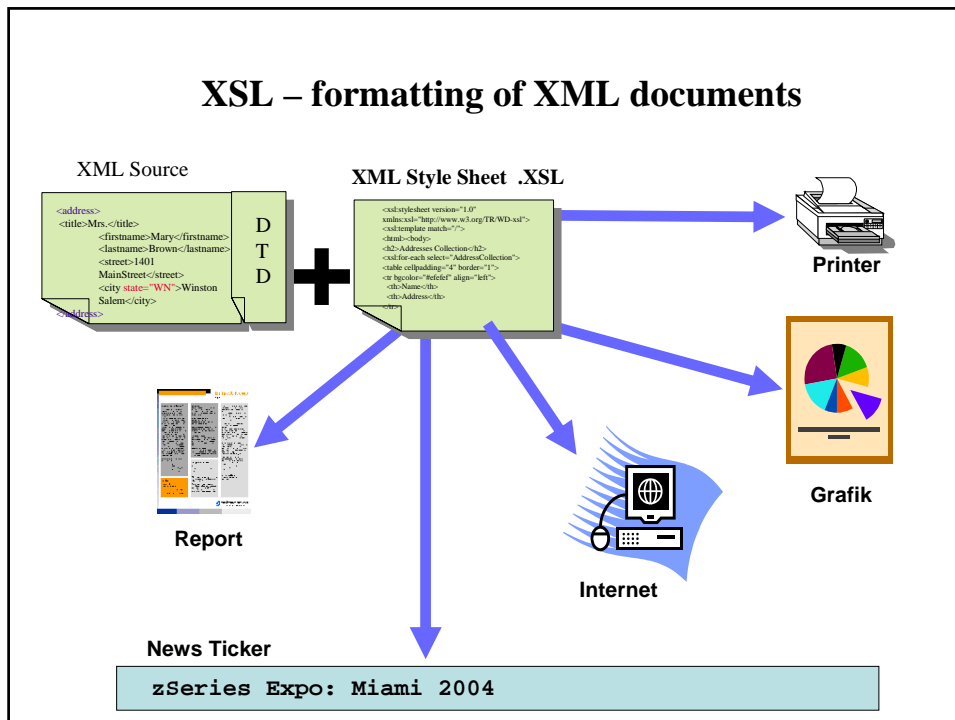 XSL – formatting of XML documents
XML Source
<address>
<title>Mrs.</title>
<firstname>Mary</firstname>
<lastname>Brown</lastname>
<street>1401
MainStreet</street>
<city state="WN">Winston
Salem</city>
</address>
D
T
D
XML Style Sheet .XSL
<xsl:stylesheet version="1.0"
xmlns:xsl="http://www.w3.org/TR/WD-xsl">
<xsl:template match="/">
<html><body>
<h2>Addresses Collection</h2>
<xsl:for-each select="AddressCollection">
<table cellpadding="4" border="1">
<tr bgcolor="#efefef" align="left">
<th>Name</th>
<th>Address</th>
</tr>
Printer
Grafik
Report
Internet
News Ticker
zSeries Expo: Miami 2004